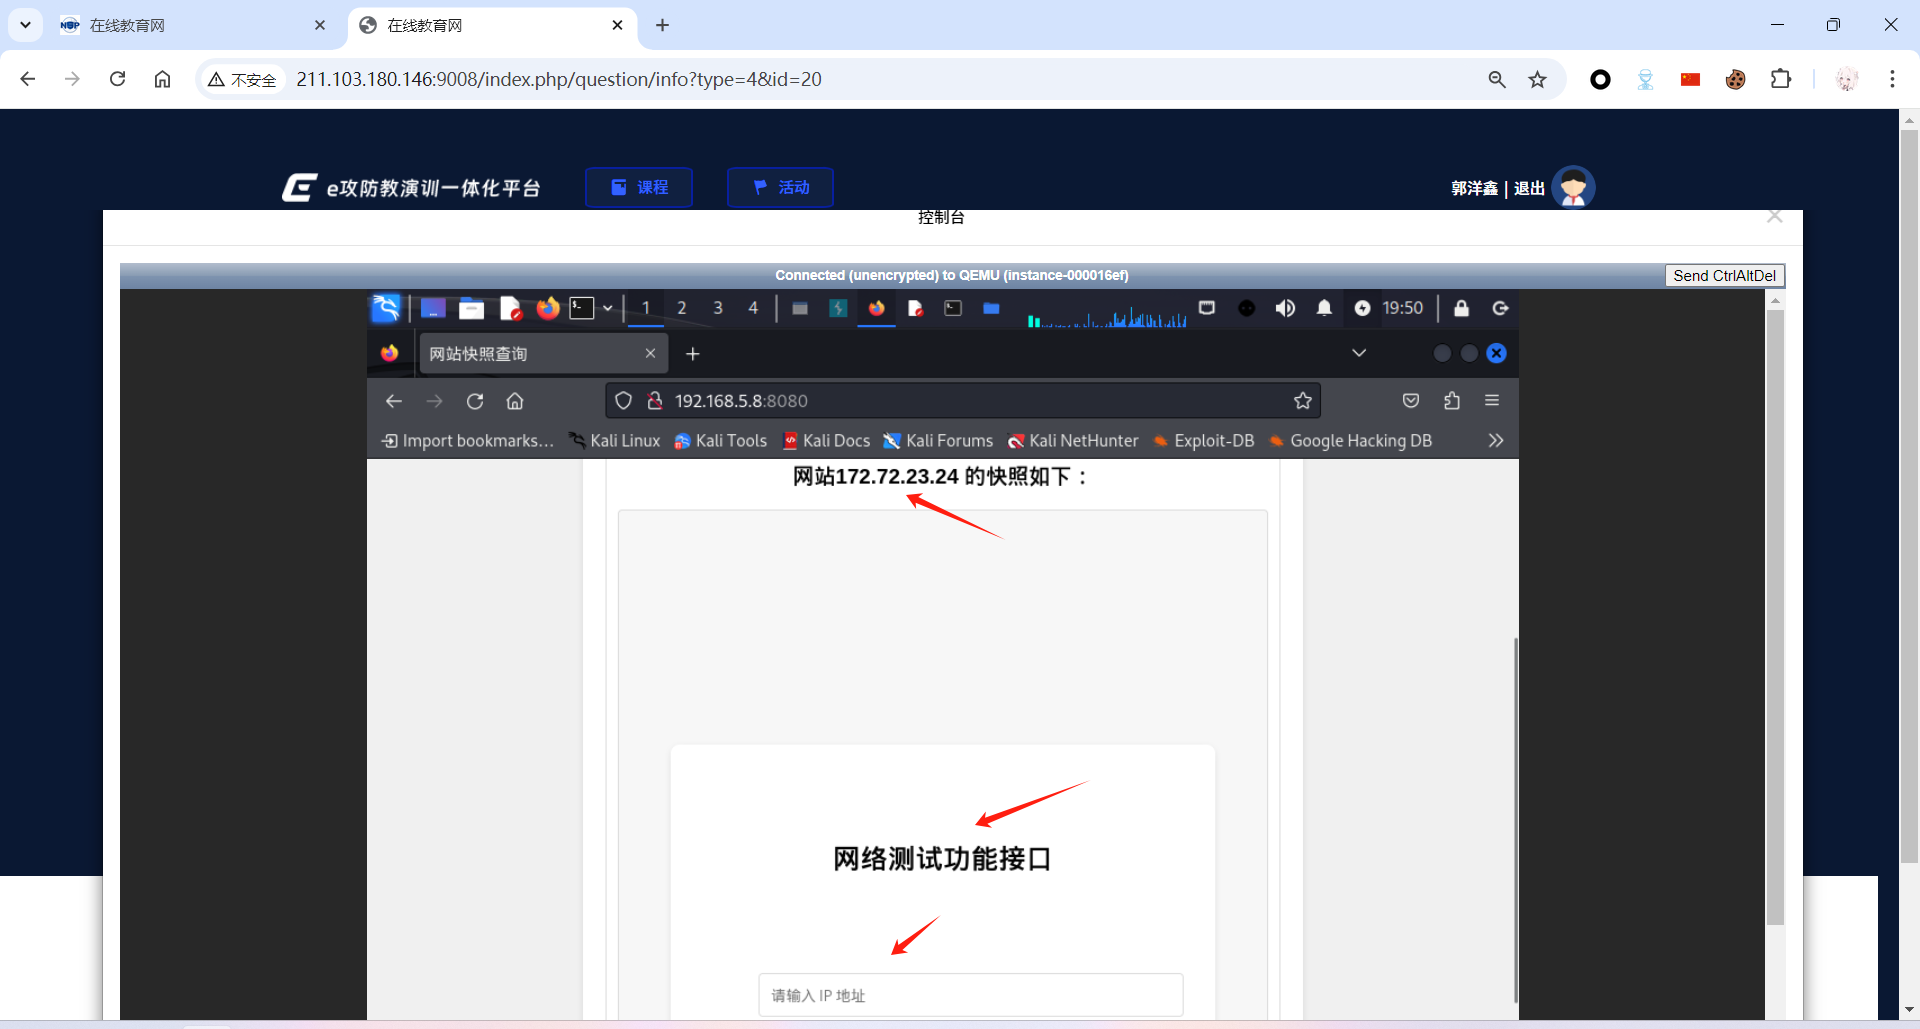 在线教育网
在线教育网
不安全
211.103.180.146:9008/index.php/question/info?type=4&id=20
e攻防教演训一体化平台
课程
活动
郭洋鑫 | 退出
控制台
Connected (unencrypted) to QEMU (instance-000016ef)
Send CtrlAltDel
1 2 3 4
19:50
网站快照查询
192.168.5.8:8080
Import bookmarks...
Kali Linux
Kali Tools
Kali Docs
Kali Forums
Kali NetHunter
Exploit-DB
Google Hacking DB
网站172.72.23.24 的快照如下：
网络测试功能接口
请输入 IP 地址